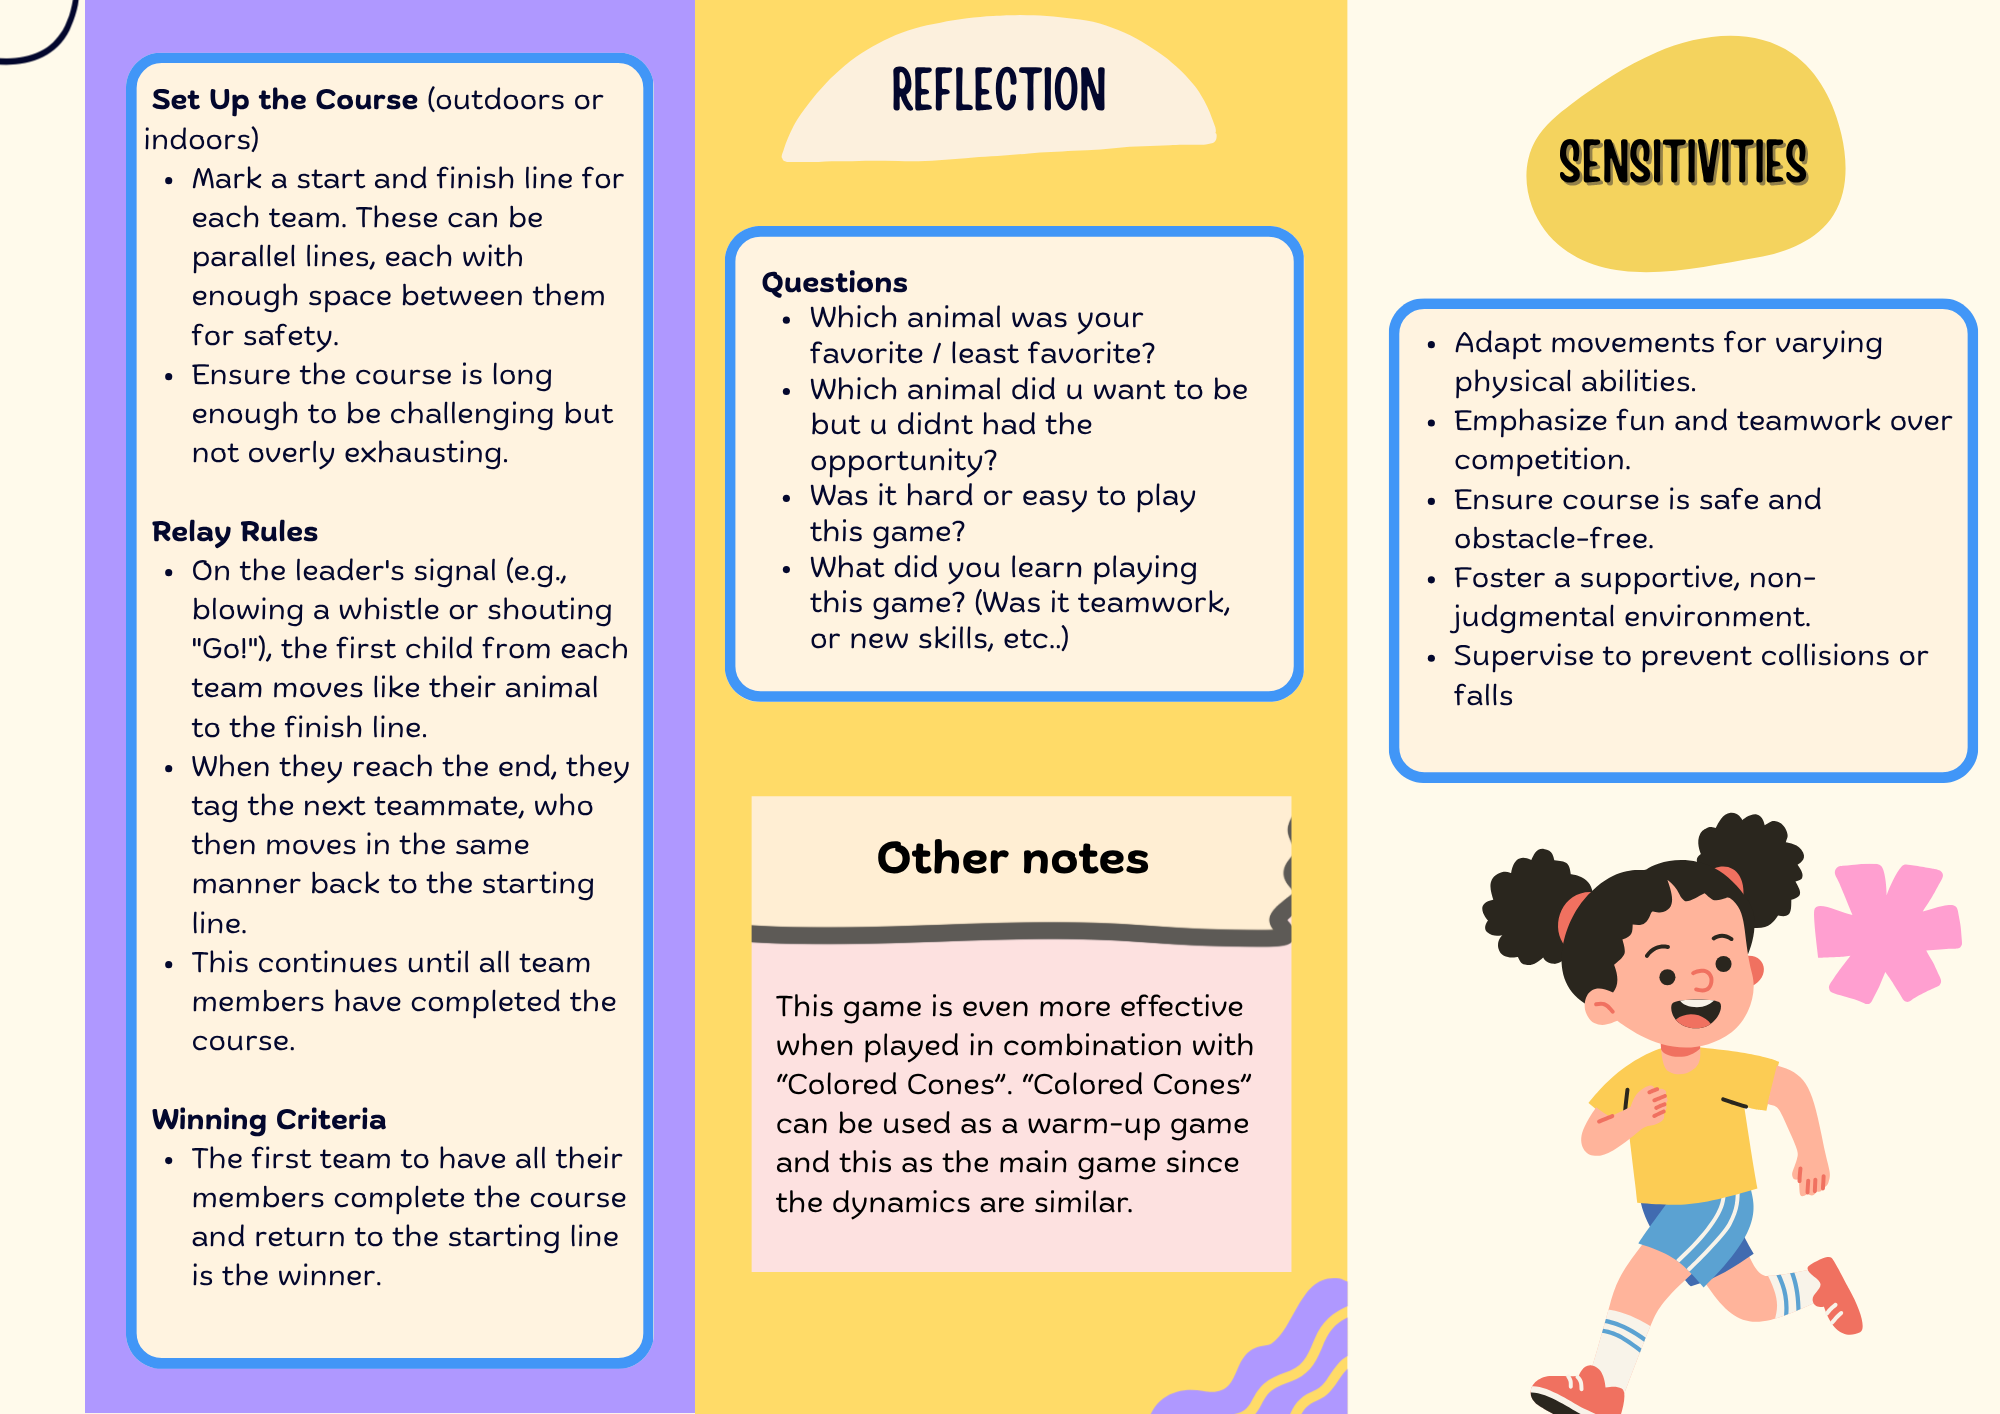 Set Up the Course (outdoors or
indoors)
• Mark a start and finish line for
each team. These can be
parallel lines, each with
enough space between them
for safety.
• Ensure the course is long
enough to be challenging but
not overly exhausting.
Relay Rules
• On the leader's signal (e.g.,
blowing a whistle or shouting
"Go!"), the first child from each
team moves like their animal
to the finish line.
• When they reach the end, they
tag the next teammate, who
then moves in the same
manner back to the starting
line.
• This continues until all team
members have completed the
course.
Winning Criteria
• The first team to have all their
members complete the course
and return to the starting line
is the winner.
REFLECTION
Questions
• Which animal was your
favorite / least favorite?
• Which animal did u want to be
but u didnt had the
opportunity?
• Was it hard or easy to play
this game?
• What did you learn playing
this game? (Was it teamwork,
or new skills, etc..)
Other notes
This game is even more effective
when played in combination with
“Colored Cones”. “Colored Cones”
can be used as a warm-up game
and this as the main game since
the dynamics are similar.
SENSITIVITIES
• Adapt movements for varying
physical abilities.
• Emphasize fun and teamwork over
competition.
• Ensure course is safe and
obstacle-free.
• Foster a supportive, non-
judgmental environment.
• Supervise to prevent collisions or
falls